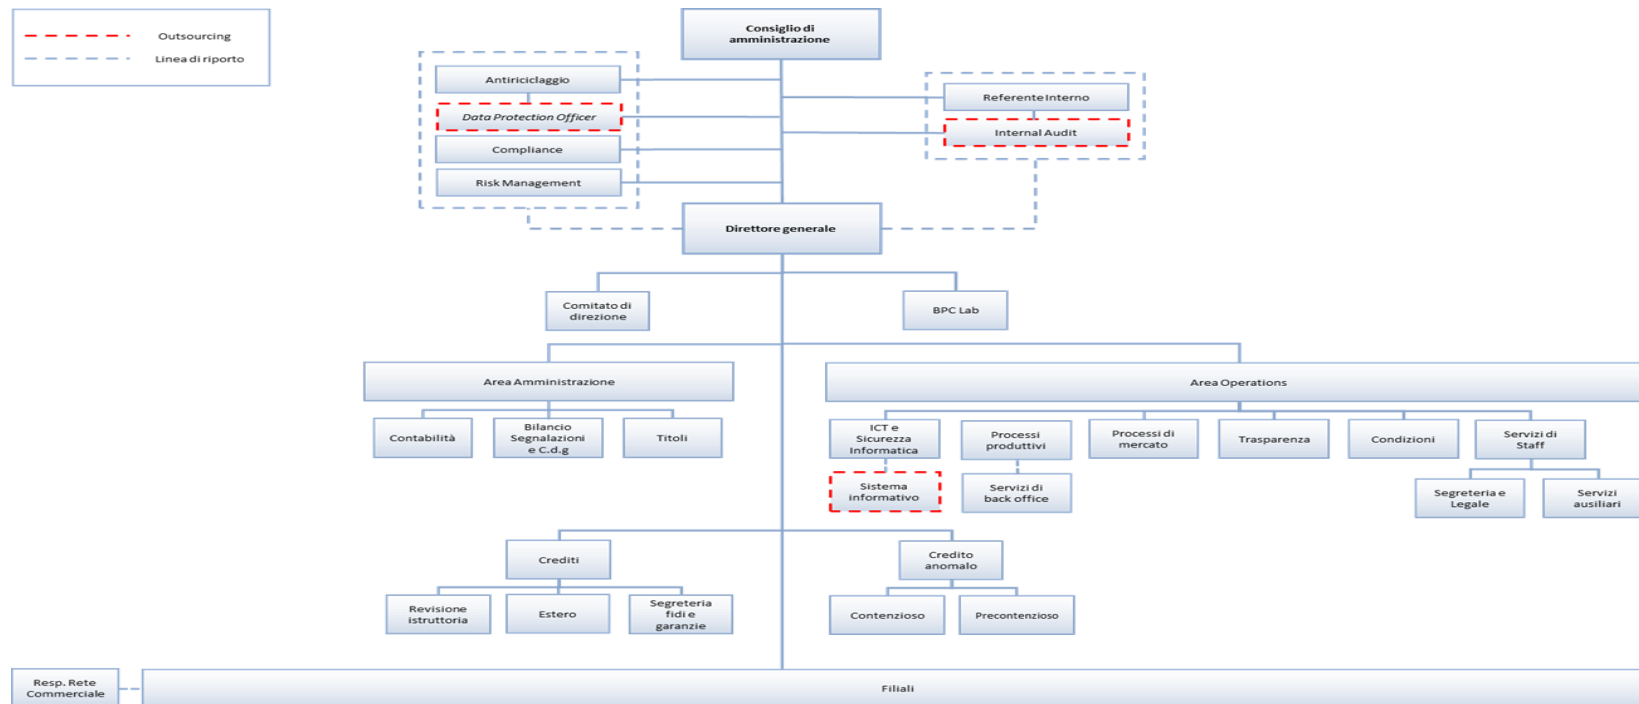 Outsourcing
Linea di riporto
Consiglio di
amministrazione
Antiriciclaggio
Data Protection Officer
Compliance
Risk Management
Referente Interno
Internal Audit
Direttore generale
Comitato di
direzione
BPC Lab
Area Amministrazione
Area Operations
Contabilità
Bilancio
Segnalazioni
e C.d.g
Titoli
ICT e
Sicurezza
Informatica
Processi
produttivi
Processi di
mercato
Trasparenza
Condizioni
Servizi di
Staff
Sistema
informativo
Servizi di
back office
Segreteria e
Legale
Servizi
ausiliari
Crediti
Credito
anomalo
Revisione
istruttoria
Estero
Segreteria
fidi e
garanzie
Contenzioso
Precontenzioso
Resp. Rete
Commerciale
Filiali